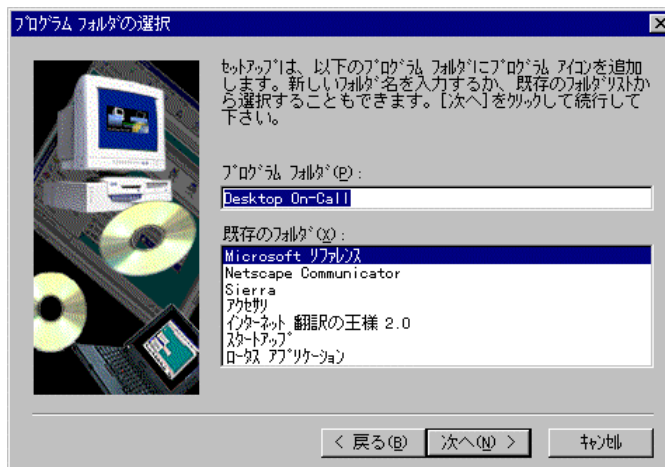 ﾌﾟﾛｸﾞﾗﾑ ﾌｫﾙﾀﾞの選択
ｾｯﾄｱｯﾌﾟは、以下のﾌﾟﾛｸﾞﾗﾑ ﾌｫﾙﾀﾞにﾌﾟﾛｸﾞﾗﾑ ｱｲｺﾝを追加
します。新しいﾌｫﾙﾀﾞ名を入力するか、既存のﾌｫﾙﾀﾞﾘｽﾄか
ら選択することもできます。[次へ]をｸﾘｯｸして続行して
下さい。
ﾌﾟﾛｸﾞﾗﾑ ﾌｫﾙﾀﾞ(P):
Desktop On-Call
既存のﾌｫﾙﾀﾞ(X):
Microsoft ﾘﾌｧﾚﾝｽ
Netscape Communicator
Sierra
ｱｸｾｻﾘ
ｲﾝﾀｰﾈｯﾄ 翻訳の王様 2.0
ｽﾀｰﾄｱｯﾌﾟ
ﾛｰﾀｽ ｱﾌﾟﾘｹｰｼｮﾝ
< 戻る(B) 次へ(N) > ｷｬﾝｾﾙ